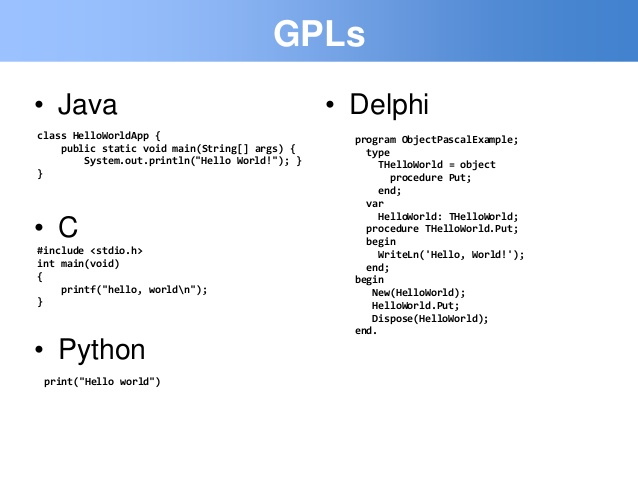 GPLs
• Java
class HelloWorldApp {
    public static void main(String[] args) {
        System.out.println("Hello World!"); }
}
• C
#include <stdio.h>
int main(void)
{
    printf("hello, world\n");
}
• Python
print("Hello world")
• Delphi
program ObjectPascalExample;
  type
    THelloWorld = object
      procedure Put;
    end;
  var
    HelloWorld: THelloWorld;
  procedure THelloWorld.Put;
  begin
    WriteLn('Hello, World!');
  end;
begin
   New(HelloWorld);
   HelloWorld.Put;
   Dispose(HelloWorld);
end.